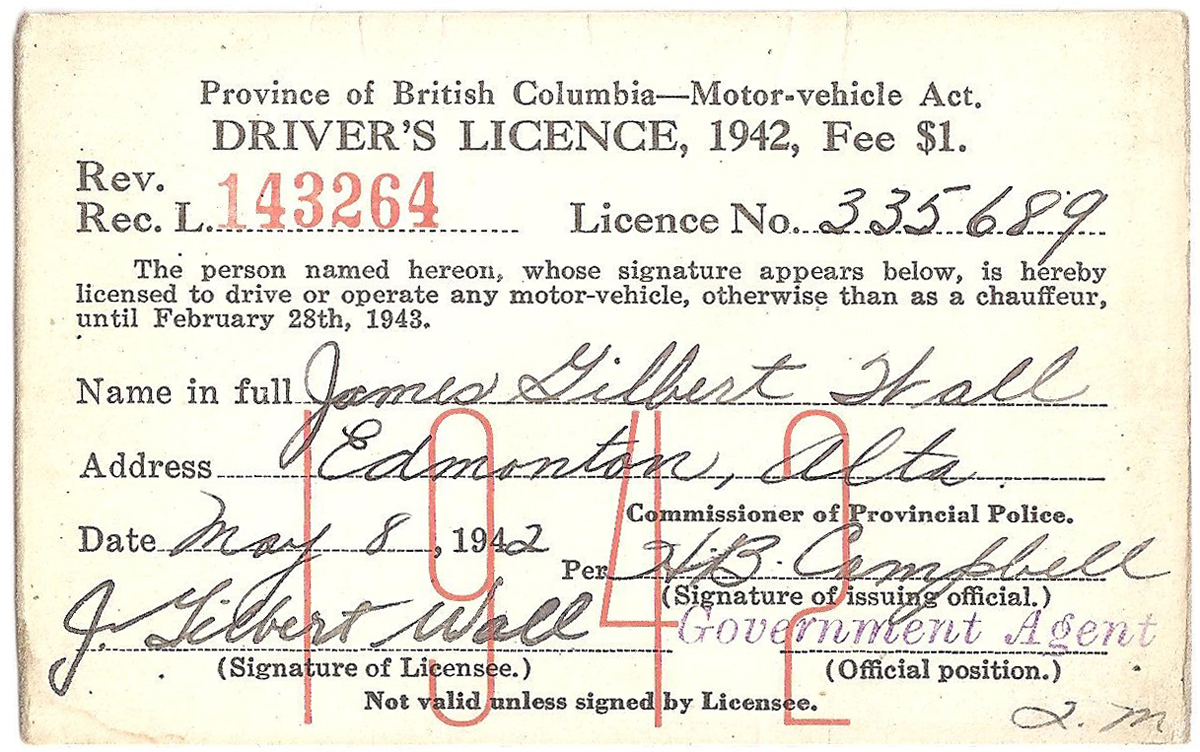 Province of British Columbia—Motor-vehicle Act.
DRIVER'S LICENCE, 1942, Fee $1.
Rev.
Rec. L. 143264 Licence No. 335689
The person named hereon, whose signature appears below, is hereby
licensed to drive or operate any motor-vehicle, otherwise than as a chauffeur,
until February 28th, 1943.
Name in full James Gilbert Wall
Address Edmonton, Alta.
1942
Commissioner of Provincial Police.
Date May 8, 1942
Per H.B. Campbell
(Signature of issuing official.)
J. Gilbert Wall Government Agent
(Signature of Licensee.) (Official position.)
Not valid unless signed by Licensee.
2. M